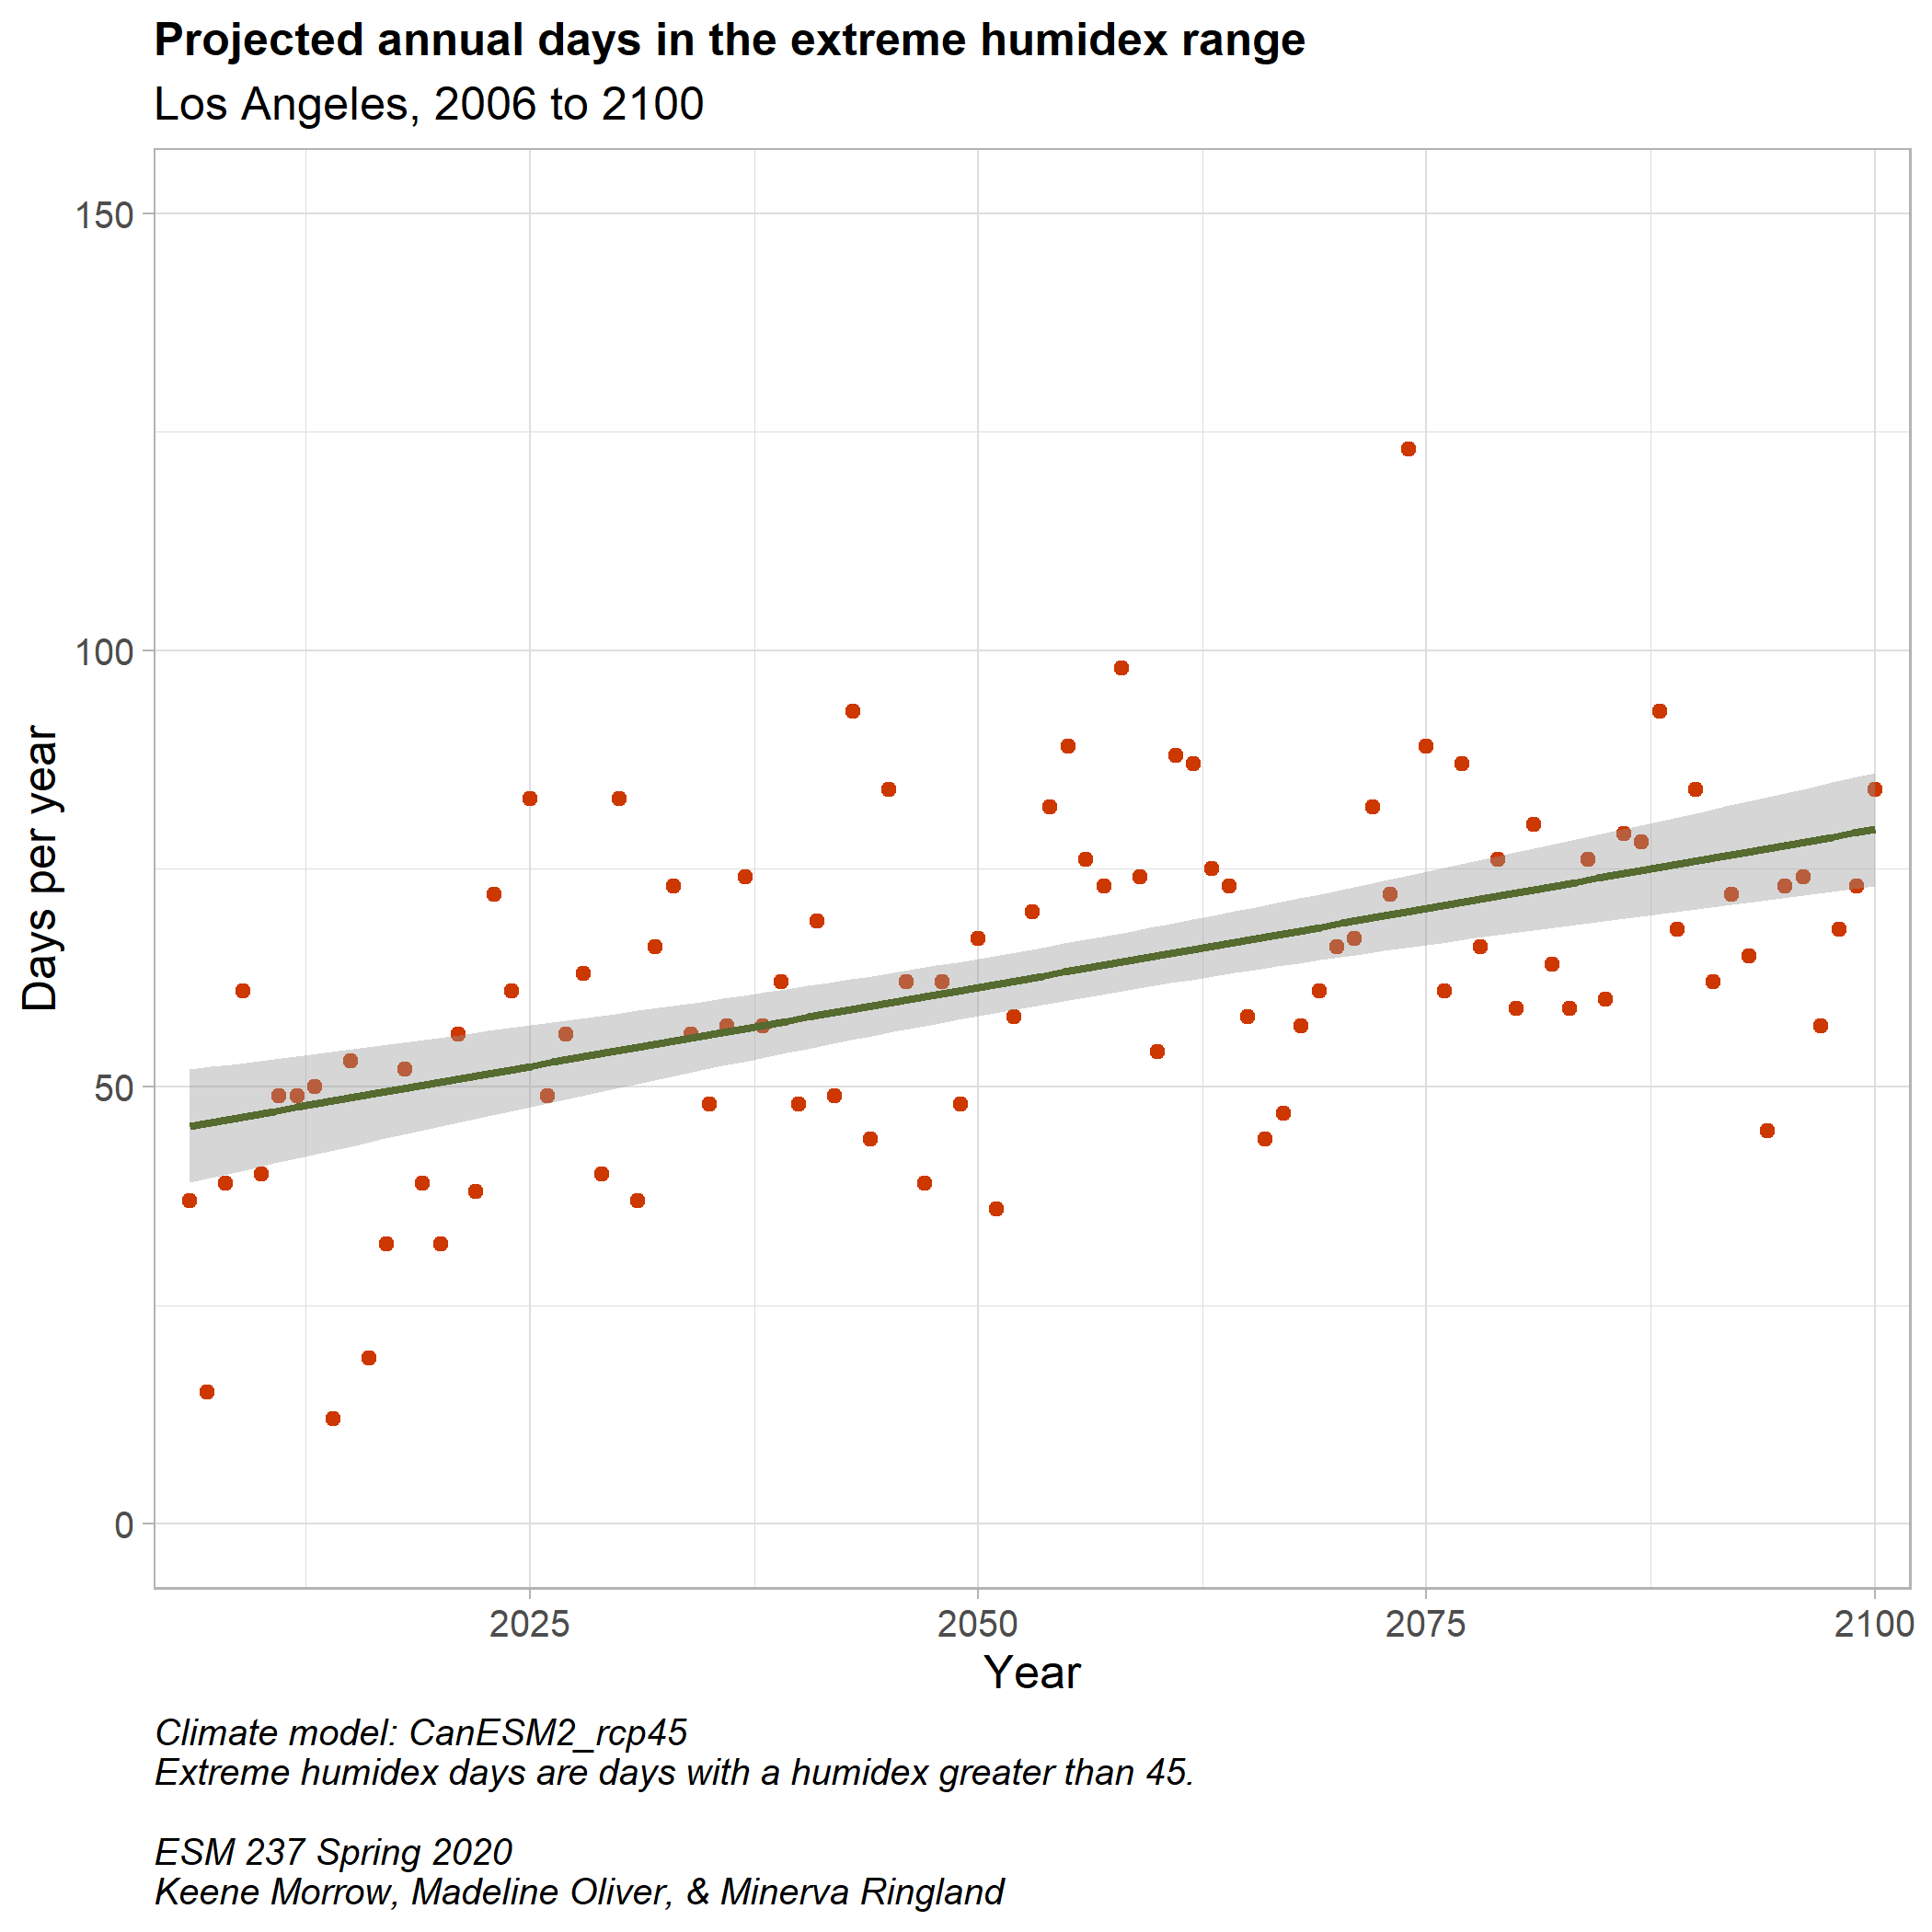 Projected annual days in the extreme humidex range
Los Angeles, 2006 to 2100
150
100
50
0
Days per year
2025 2050 2075 2100
Year
Climate model: CanESM2_rcp45
Extreme humidex days are days with a humidex greater than 45.
ESM 237 Spring 2020
Keene Morrow, Madeline Oliver, & Minerva Ringland